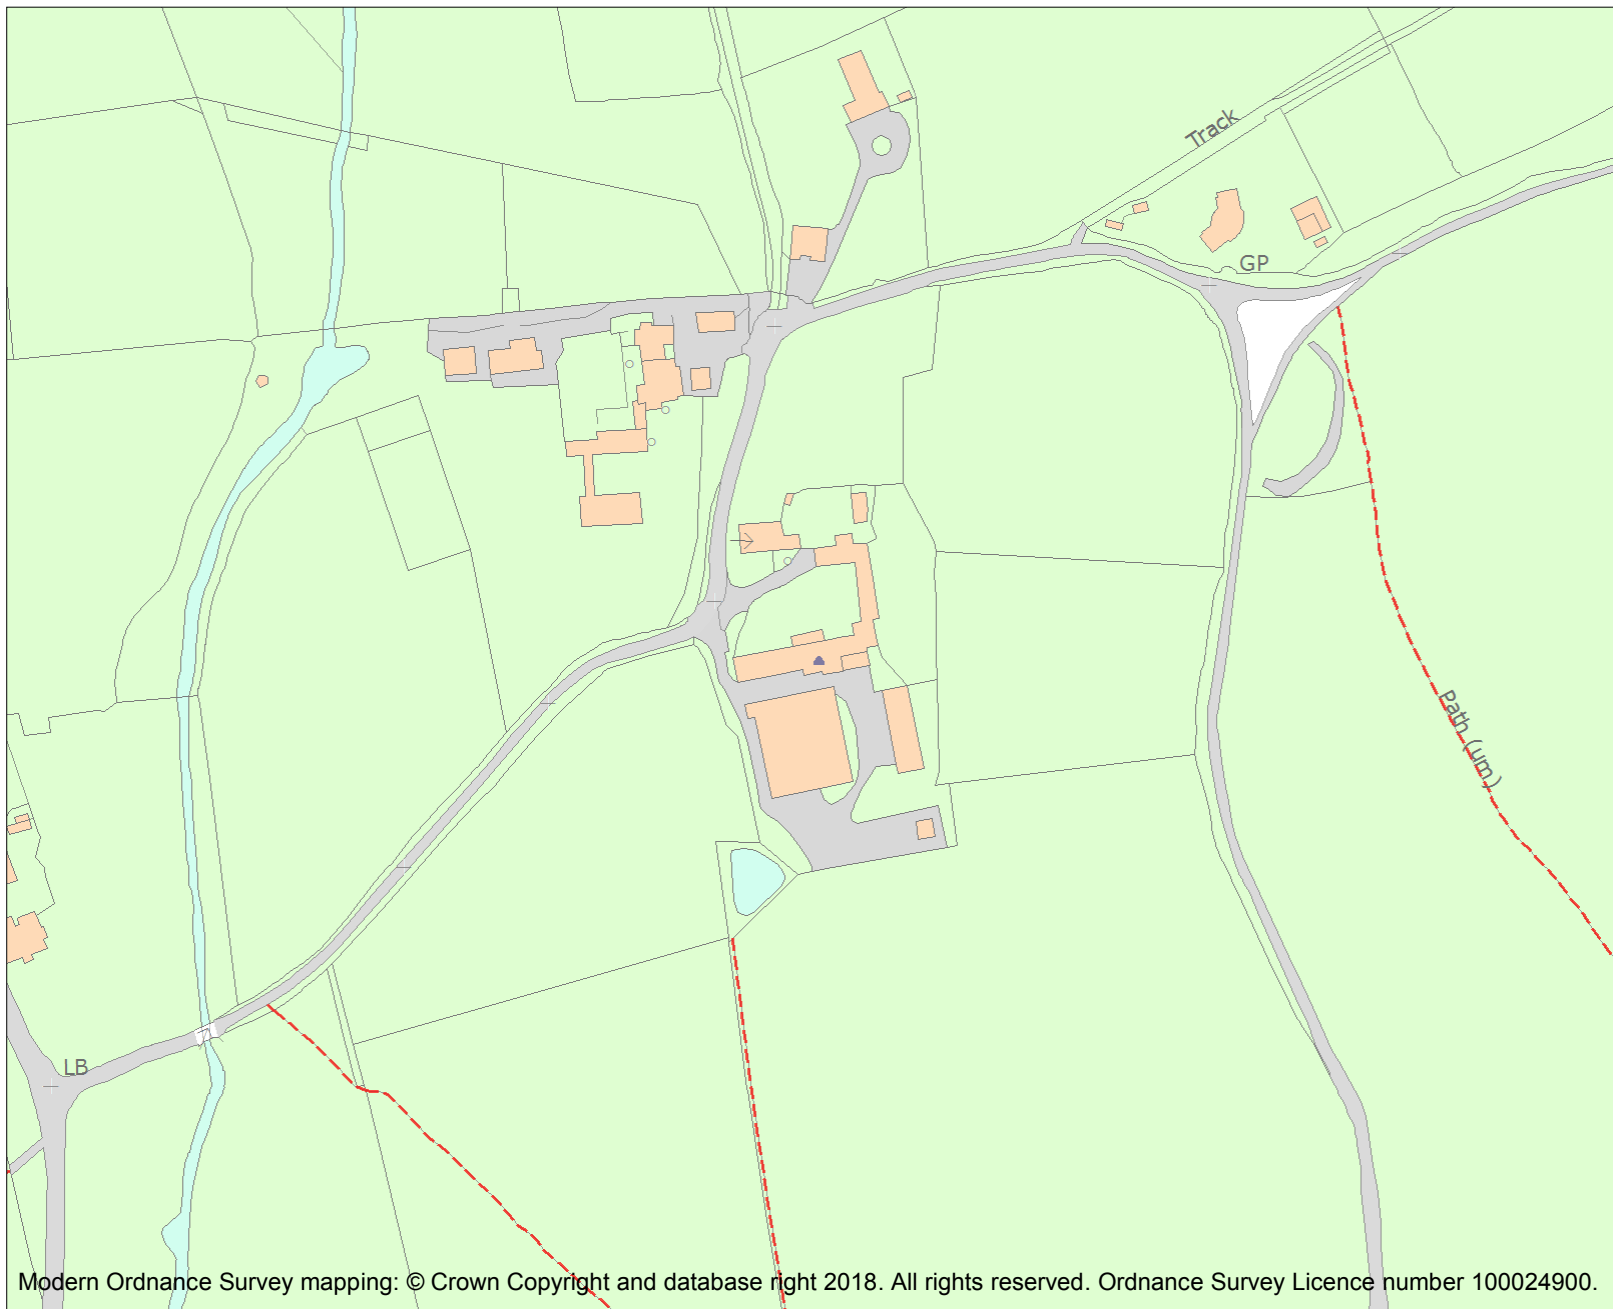 Track
GP
Path (um)
LB
Modern Ordnance Survey mapping: © Crown Copyright and database right 2018. All rights reserved. Ordnance Survey Licence number 100024900.